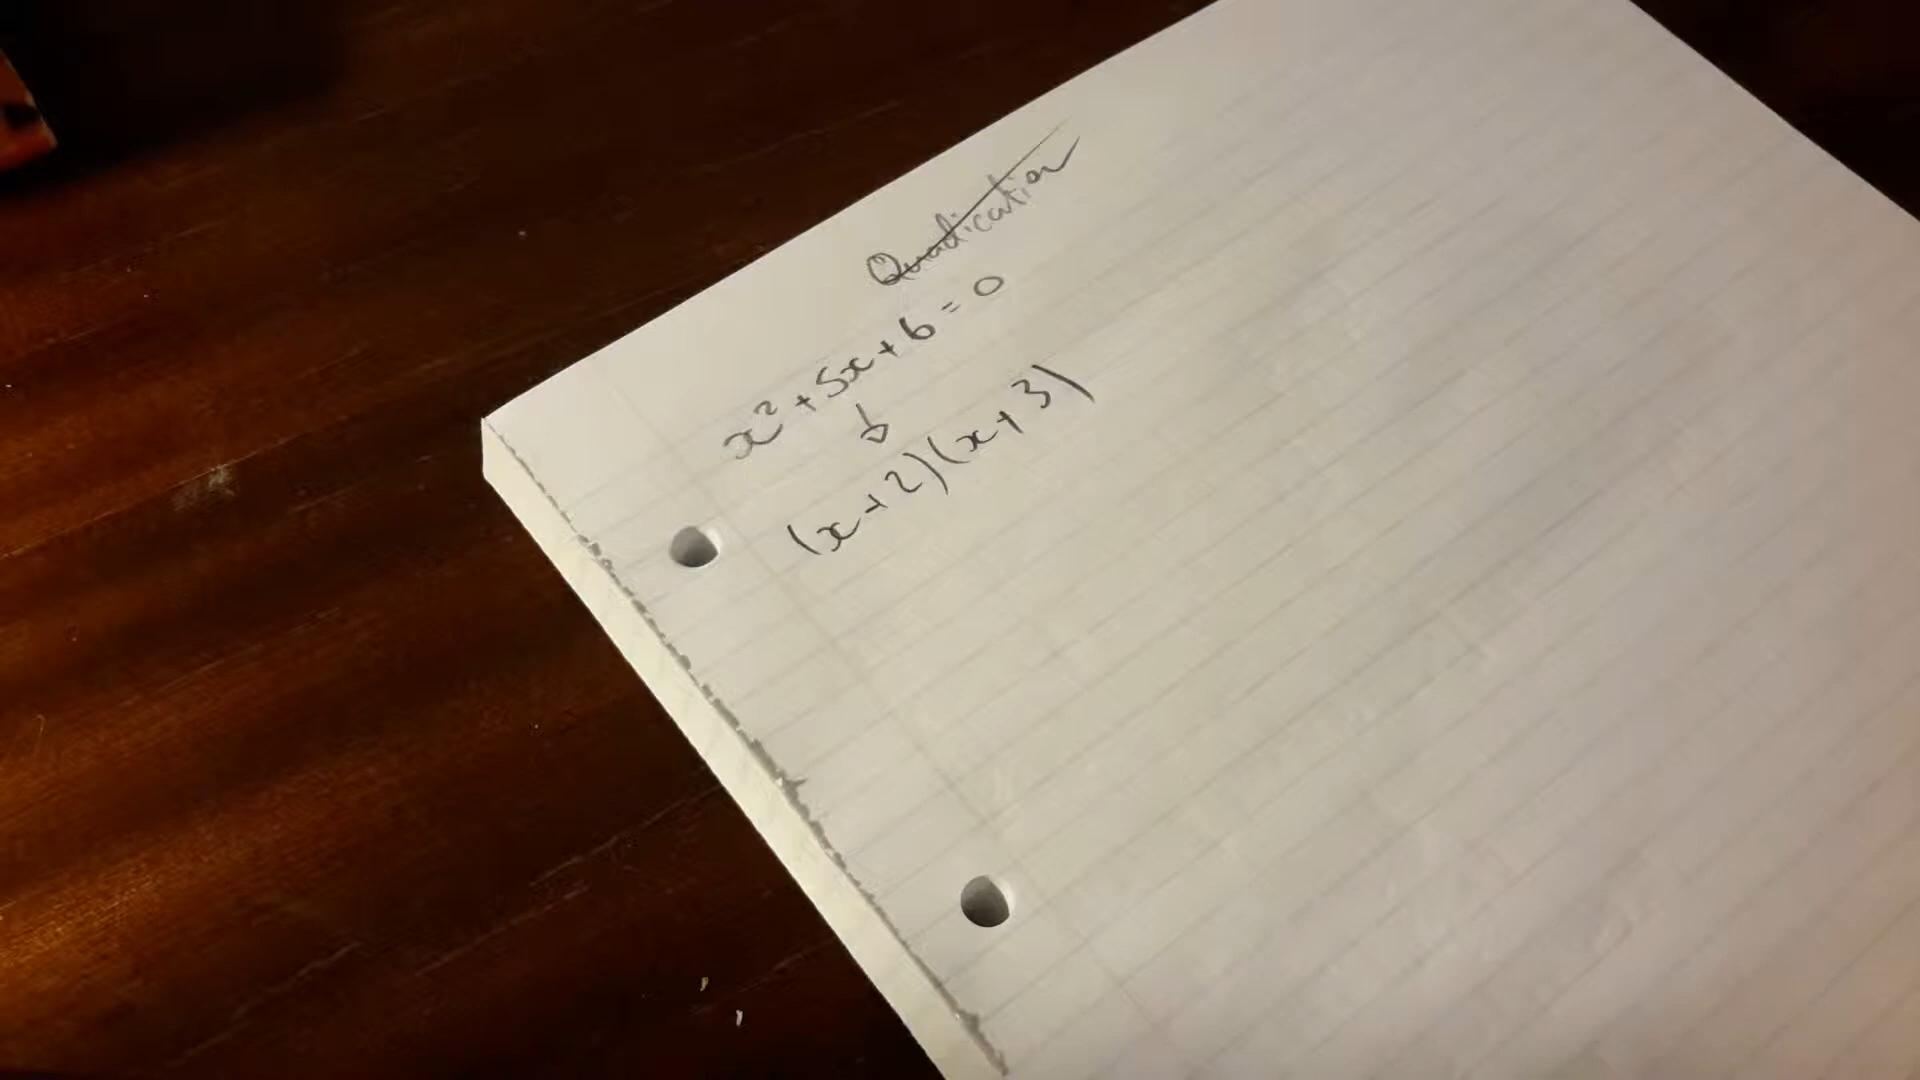 Quadication
x² + 5x + 6 = 0
↓
(x + 2)(x + 3)